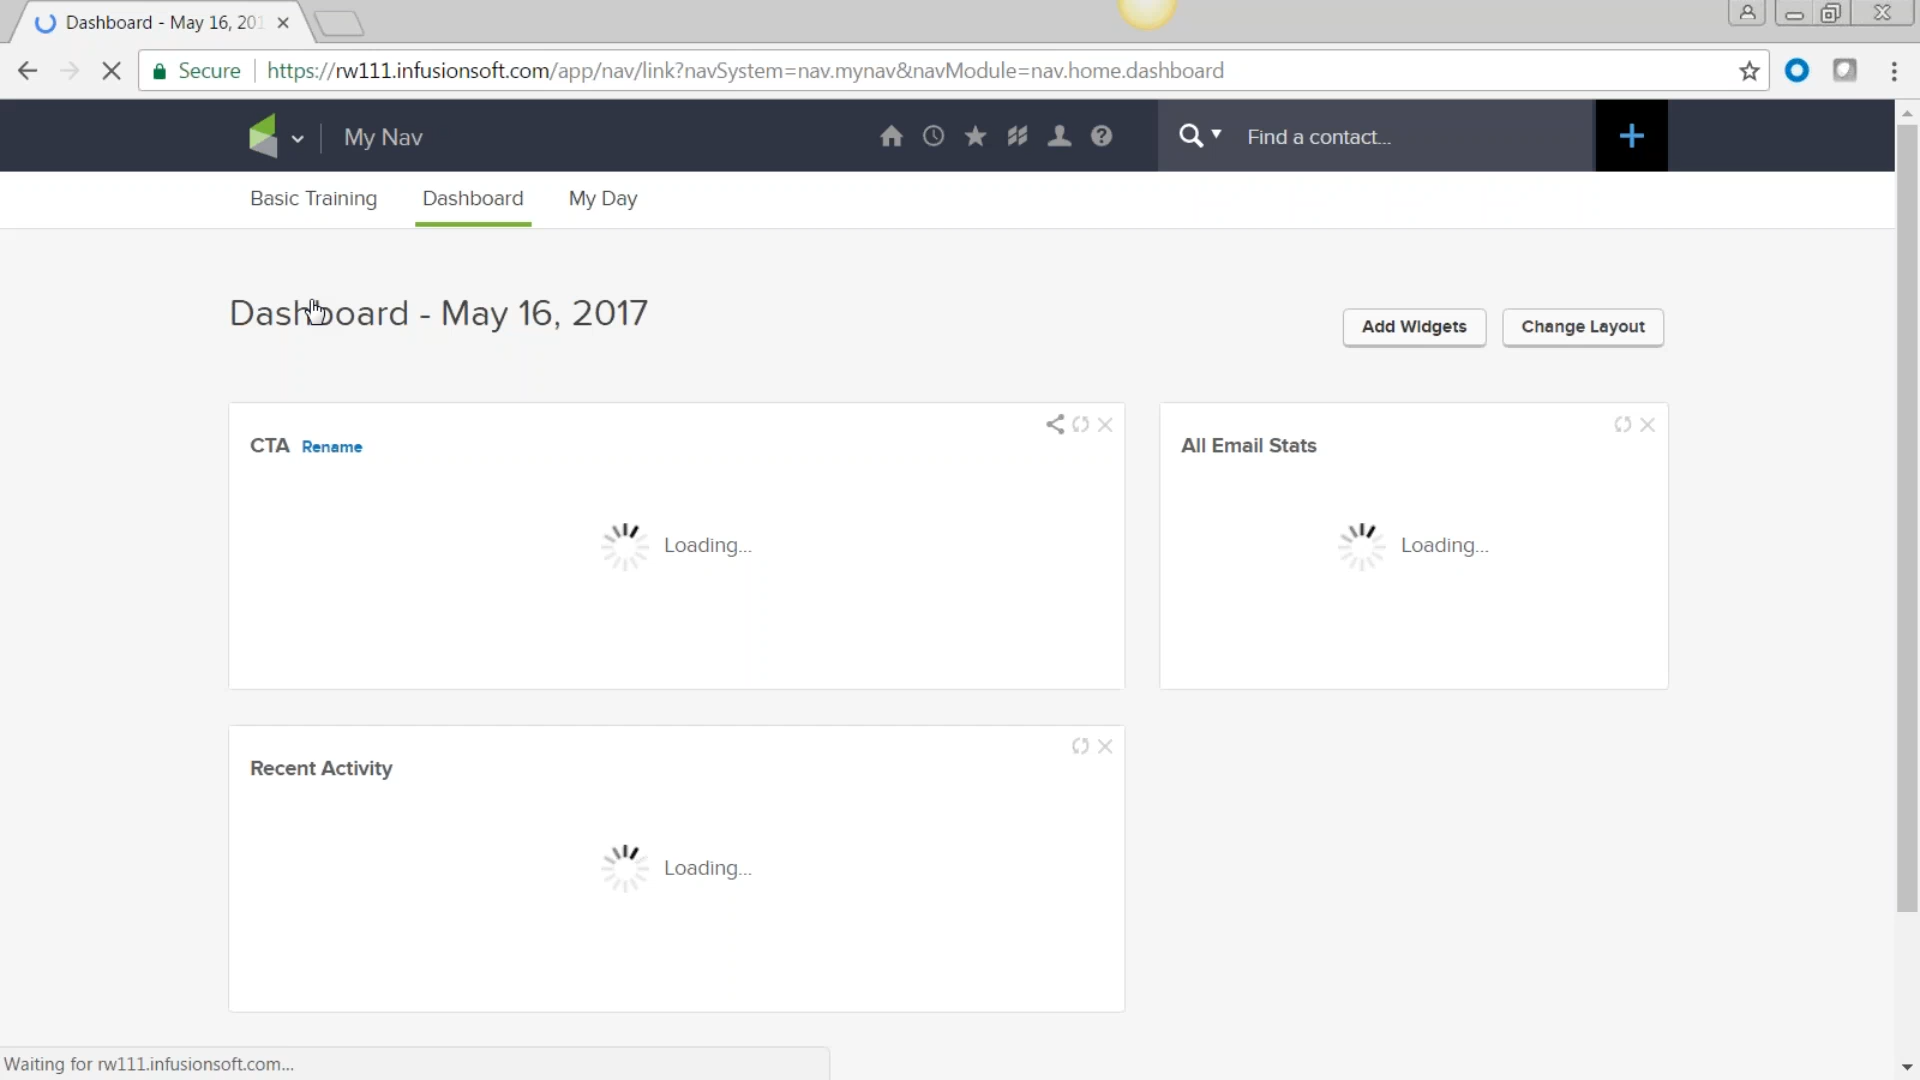 Dashboard - May 16, 201
Secure
https://rw111.infusionsoft.com/app/nav/link?navSystem=nav.mynav&navModule=nav.home.dashboard
My Nav
Find a contact...
Basic Training
Dashboard
My Day
Dashboard - May 16, 2017
Add Widgets
Change Layout
CTA Rename
All Email Stats
Loading...
Loading...
Recent Activity
Loading...
Waiting for rw111.infusionsoft.com...